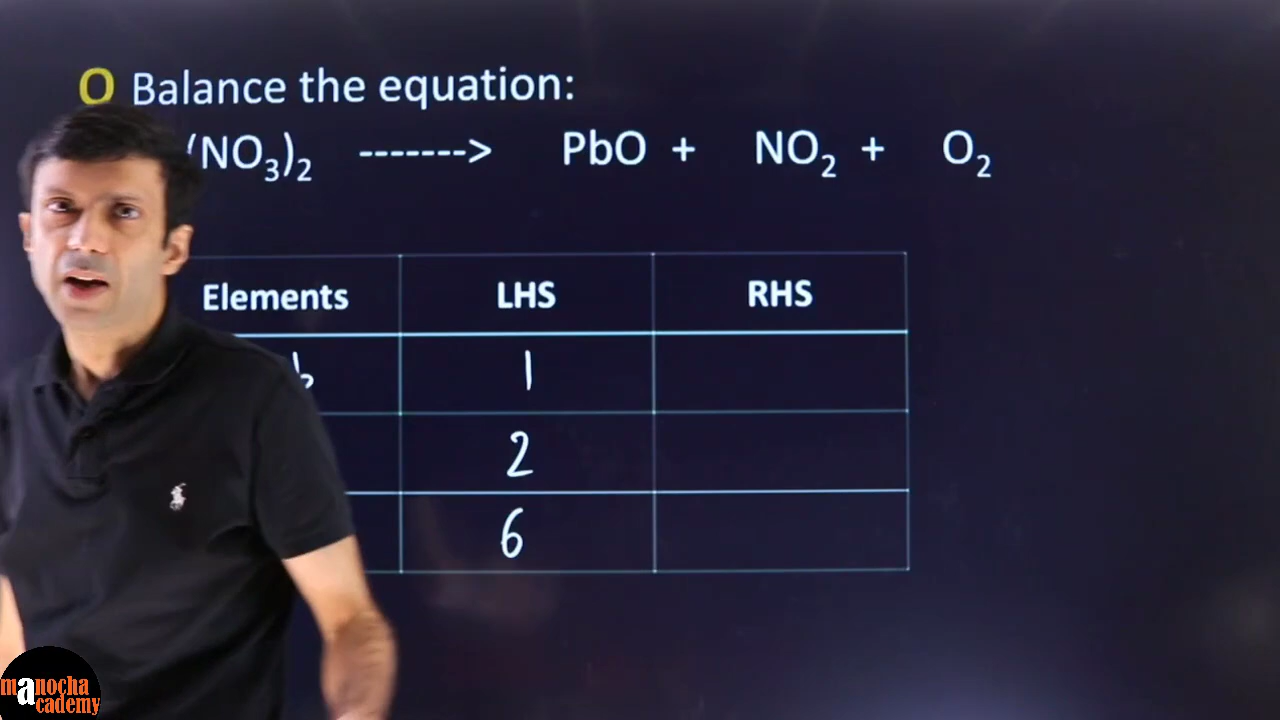 Q Balance the equation:
(NO₃)₂ -------> PbO + NO₂ + O₂
Elements LHS RHS
b 1
2
6
manocha
academy